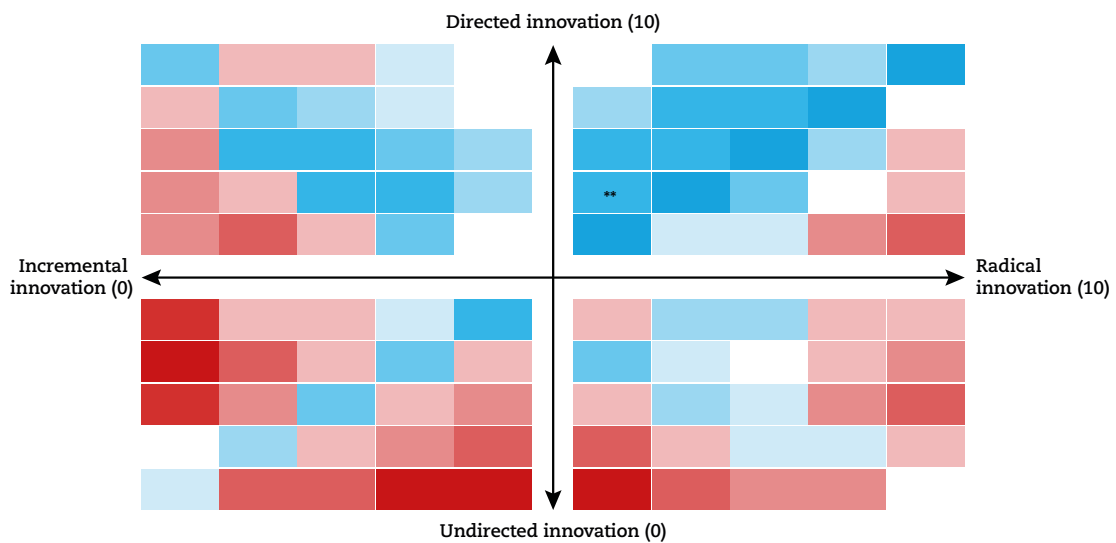 Directed innovation (10)
**
Incremental
innovation (0)
Radical
innovation (10)
Undirected innovation (0)